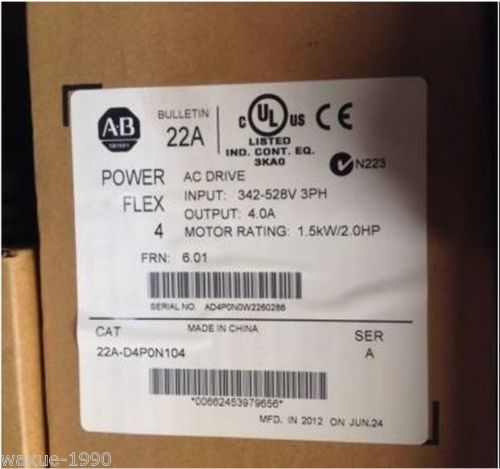 A-B
BULLETIN
22A
C UL US CE
LISTED
IND. CONT. EQ.
3KA0
N223
POWER
FLEX
4
AC DRIVE
INPUT: 342-528V 3PH
OUTPUT: 4.0A
MOTOR RATING: 1.5kW/2.0HP
FRN: 6.01
SERIAL NO. AD4P0N0W2260286
MADE IN CHINA
CAT
22A-D4P0N104
SER
A
*00662453979656*
MFD. IN 2012 ON JUN.24
waxue-1990